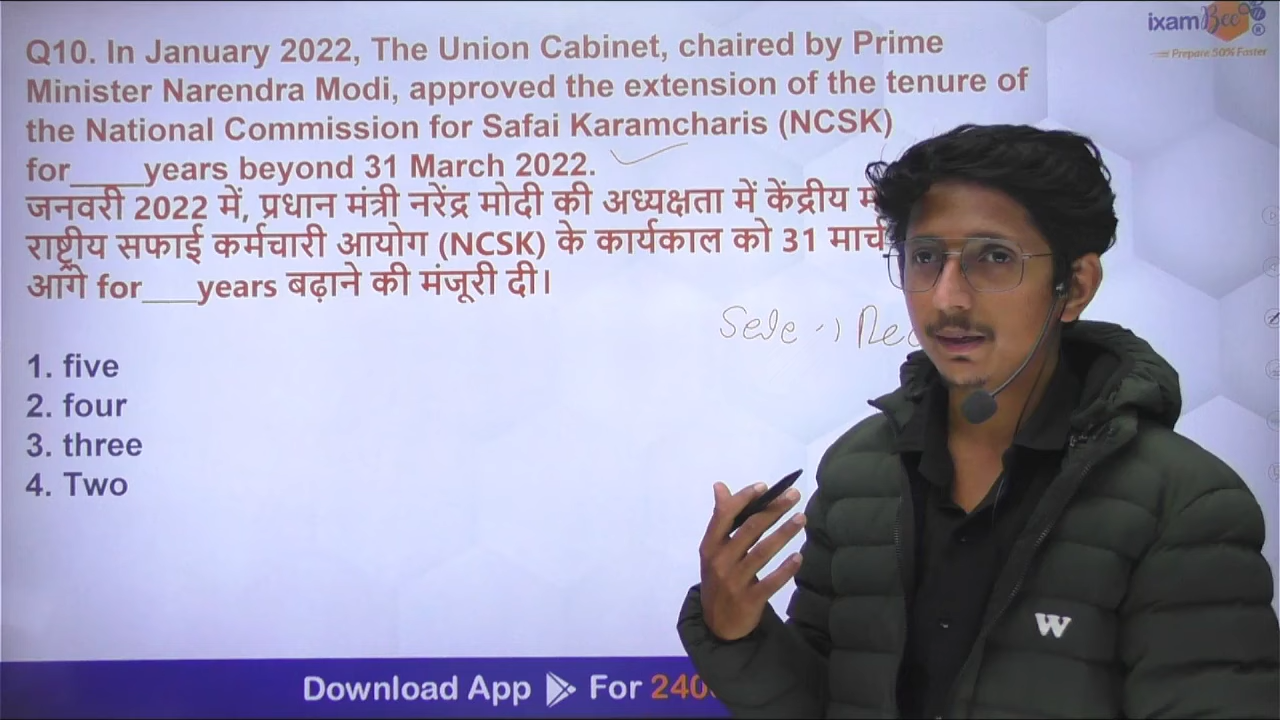 ixamBee
Prepare 50% Faster
Q10. In January 2022, The Union Cabinet, chaired by Prime
Minister Narendra Modi, approved the extension of the tenure of
the National Commission for Safai Karamcharis (NCSK)
for____years beyond 31 March 2022.
जनवरी 2022 में, प्रधान मंत्री नरेंद्र मोदी की अध्यक्षता में केंद्रीय
राष्ट्रीय सफाई कर्मचारी आयोग (NCSK) के कार्यकाल को 31 मार्च
आगे for___years बढ़ाने की मंजूरी दी।
1. five
2. four
3. three
4. Two
W
Download App For 240